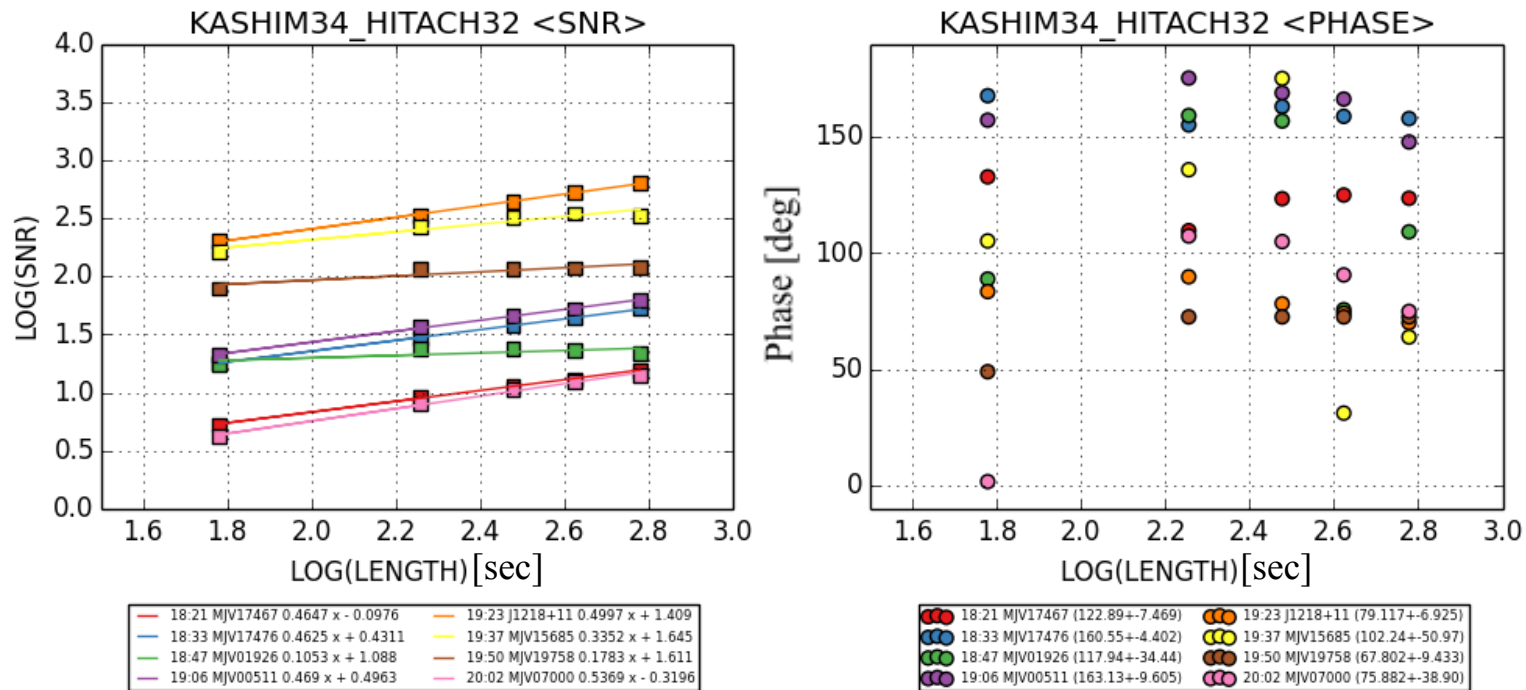 KASHIM34_HITACH32 <SNR>
4.0
3.5
3.0
2.5
2.0
1.5
1.0
0.5
0.0
LOG(SNR)
1.6 1.8 2.0 2.2 2.4 2.6 2.8 3.0
LOG(LENGTH) [sec]
18:21 MJV17467 0.4647 x - 0.0976
18:33 MJV17476 0.4625 x + 0.4311
18:47 MJV01926 0.1053 x + 1.088
19:06 MJV00511 0.469 x + 0.4963
19:23 J1218+11 0.4997 x + 1.409
19:37 MJV15685 0.3352 x + 1.645
19:50 MJV19758 0.1783 x + 1.611
20:02 MJV07000 0.5369 x - 0.3196
KASHIM34_HITACH32 <PHASE>
150
100
50
0
Phase [deg]
1.6 1.8 2.0 2.2 2.4 2.6 2.8 3.0
LOG(LENGTH) [sec]
18:21 MJV17467 (122.89+-7.469)
18:33 MJV17476 (160.55+-4.402)
18:47 MJV01926 (117.94+-34.44)
19:06 MJV00511 (163.13+-9.605)
19:23 J1218+11 (79.117+-6.925)
19:37 MJV15685 (102.24+-50.97)
19:50 MJV19758 (67.802+-9.433)
20:02 MJV07000 (75.882+-38.90)